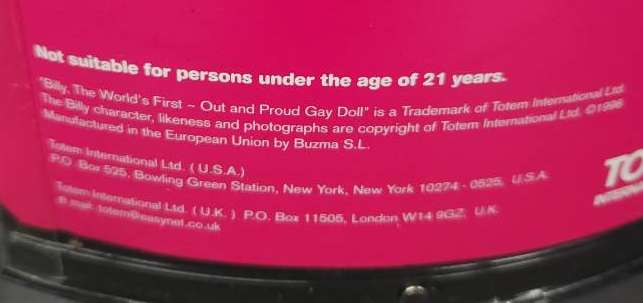 Not suitable for persons under the age of 21 years.
"Billy, The World's First ~ Out and Proud Gay Doll" is a Trademark of Totem International Ltd.
The Billy character, likeness and photographs are copyright of Totem International Ltd. ©1998
Manufactured in the European Union by Buzma S.L.
Totem International Ltd. ( U.S.A.)
P.O. Box 525, Bowling Green Station, New York, New York 10274 - 0525, U.S.A.
TO
Totem International Ltd. ( U.K. ) P.O. Box 11505, London W14 9GZ, U.K.
E mail: totem@easynet.co.uk